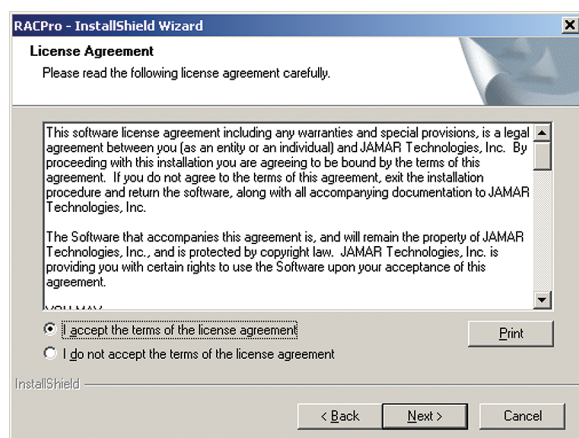 RACPro - InstallShield Wizard
License Agreement
Please read the following license agreement carefully.
This software license agreement including any warranties and special provisions, is a legal
agreement between you (as an entity or an individual) and JAMAR Technologies, Inc.  By
proceeding with this installation you are agreeing to be bound by the terms of this
agreement.  If you do not agree to the terms of this agreement, exit the installation
procedure and return the software, along with all accompanying documentation to JAMAR
Technologies, Inc.
The Software that accompanies this agreement is, and will remain the property of JAMAR
Technologies, Inc., and is protected by copyright law.  JAMAR Technologies, Inc. is
providing you with certain rights to use the Software upon your acceptance of this
agreement.
YOU MAY
I accept the terms of the license agreement
Print
I do not accept the terms of the license agreement
InstallShield
< Back
Next >
Cancel